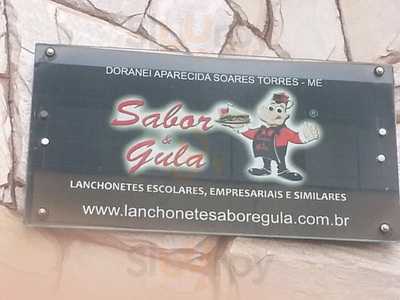 DORANEI APARECIDA SOARES TORRES - ME
Sabor
&
Gula
®
LANCHONETES ESCOLARES, EMPRESARIAIS E SIMILARES
www.lanchonetesaboregula.com.br